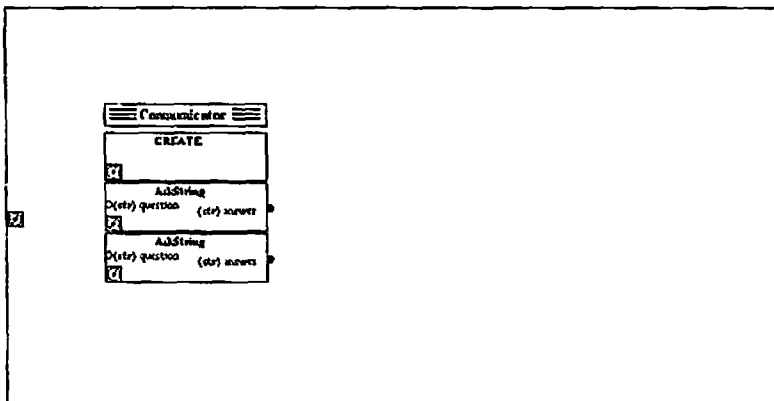 Communicator
CREATE
AskString
(str) question (str) answer
AskString
(str) question (str) answer